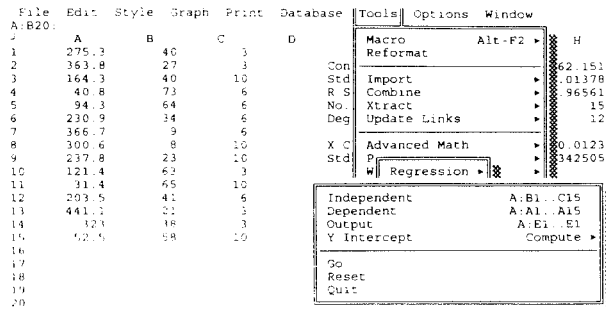 File Edit Style Graph Print Database Tools Options Window
A:B20:
A B C D H
1 275.3 40 3
2 363.8 27 3 Con 62.151
3 164.3 40 10 Std .01378
4 40.8 73 6 R S .96561
5 94.3 64 6 No. 15
6 230.9 34 6 Deg 12
7 366.7 9 6
8 300.6 8 10 X C 0.0123
9 237.8 23 10 Std 342505
10 121.4 63 3
11 31.4 65 10
12 203.5 41 6
13 441.1 21 3
14 323 38 3
15 52.5 58 10
16
17
18
19
20
Macro Alt-F2 ►
Reformat
Import ►
Combine ►
Xtract ►
Update Links ►
Advanced Math ►
P
W
Regression ►
Independent A:B1..C15
Dependent A:A1..A15
Output A:E1..E1
Y Intercept Compute ►
Go
Reset
Quit